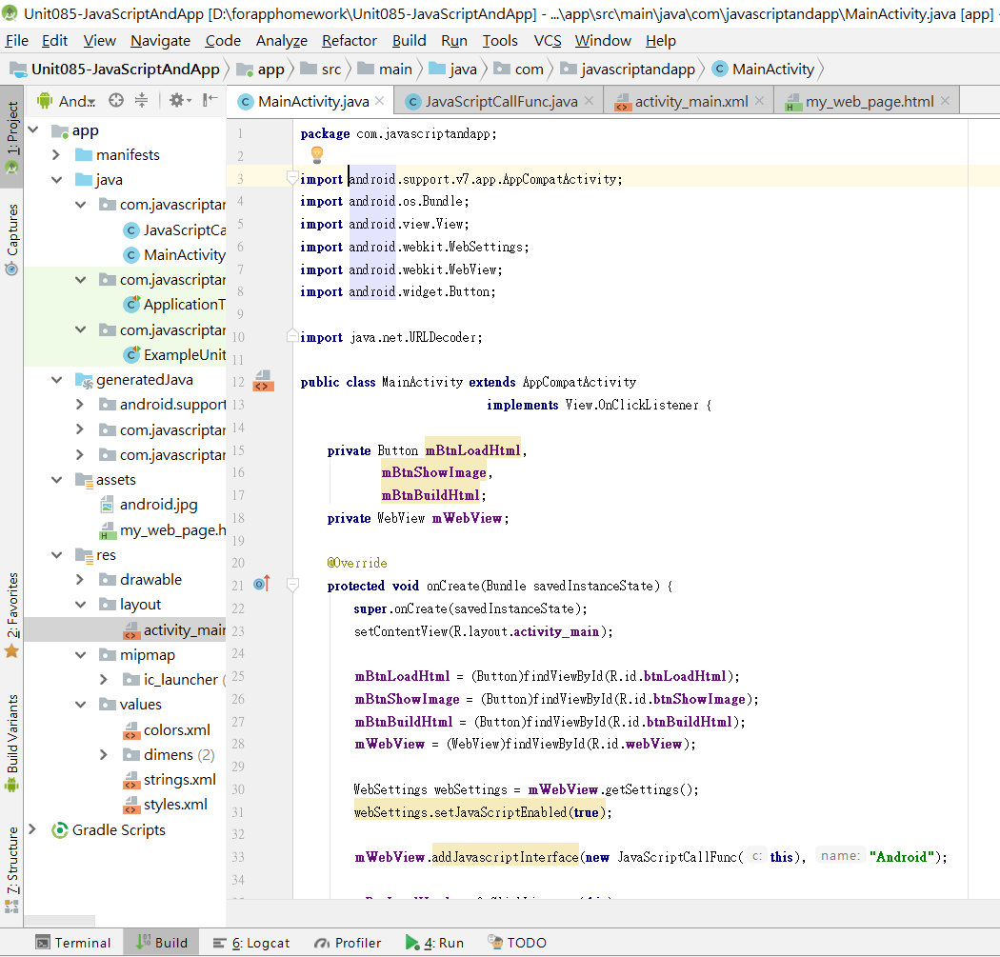 Unit085-JavaScriptAndApp [D:\forapphomework\Unit085-JavaScriptAndApp] - ...\app\src\main\java\com\javascriptandapp\MainActivity.java [app] -
File Edit View Navigate Code Analyze Refactor Build Run Tools VCS Window Help
Unit085-JavaScriptAndApp app src main java com javascriptandapp MainActivity
1: Project
Captures
2: Favorites
Build Variants
7: Structure
And
app
manifests
java
com.javascriptar
JavaScriptCa
MainActivity
com.javascriptar
ApplicationT
com.javascriptar
ExampleUnit
generatedJava
android.support
com.javascriptar
com.javascriptar
assets
android.jpg
my_web_page.h
res
drawable
layout
activity_main
mipmap
ic_launcher (
values
colors.xml
dimens (2)
strings.xml
styles.xml
Gradle Scripts
MainActivity.java JavaScriptCallFunc.java activity_main.xml my_web_page.html
1 package com.javascriptandapp;
2
3 import android.support.v7.app.AppCompatActivity;
4 import android.os.Bundle;
5 import android.view.View;
6 import android.webkit.WebSettings;
7 import android.webkit.WebView;
8 import android.widget.Button;
9
10 import java.net.URLDecoder;
11
12 public class MainActivity extends AppCompatActivity
13 implements View.OnClickListener {
14
15 private Button mBtnLoadHtml,
16 mBtnShowImage,
17 mBtnBuildHtml;
18 private WebView mWebView;
19
20 @Override
21 protected void onCreate(Bundle savedInstanceState) {
22 super.onCreate(savedInstanceState);
23 setContentView(R.layout.activity_main);
24
25 mBtnLoadHtml = (Button)findViewById(R.id.btnLoadHtml);
26 mBtnShowImage = (Button)findViewById(R.id.btnShowImage);
27 mBtnBuildHtml = (Button)findViewById(R.id.btnBuildHtml);
28 mWebView = (WebView)findViewById(R.id.webView);
29
30 WebSettings webSettings = mWebView.getSettings();
31 webSettings.setJavaScriptEnabled(true);
32
33 mWebView.addJavascriptInterface(new JavaScriptCallFunc( c: this), name: "Android");
34
Terminal Build 6: Logcat Profiler 4: Run TODO